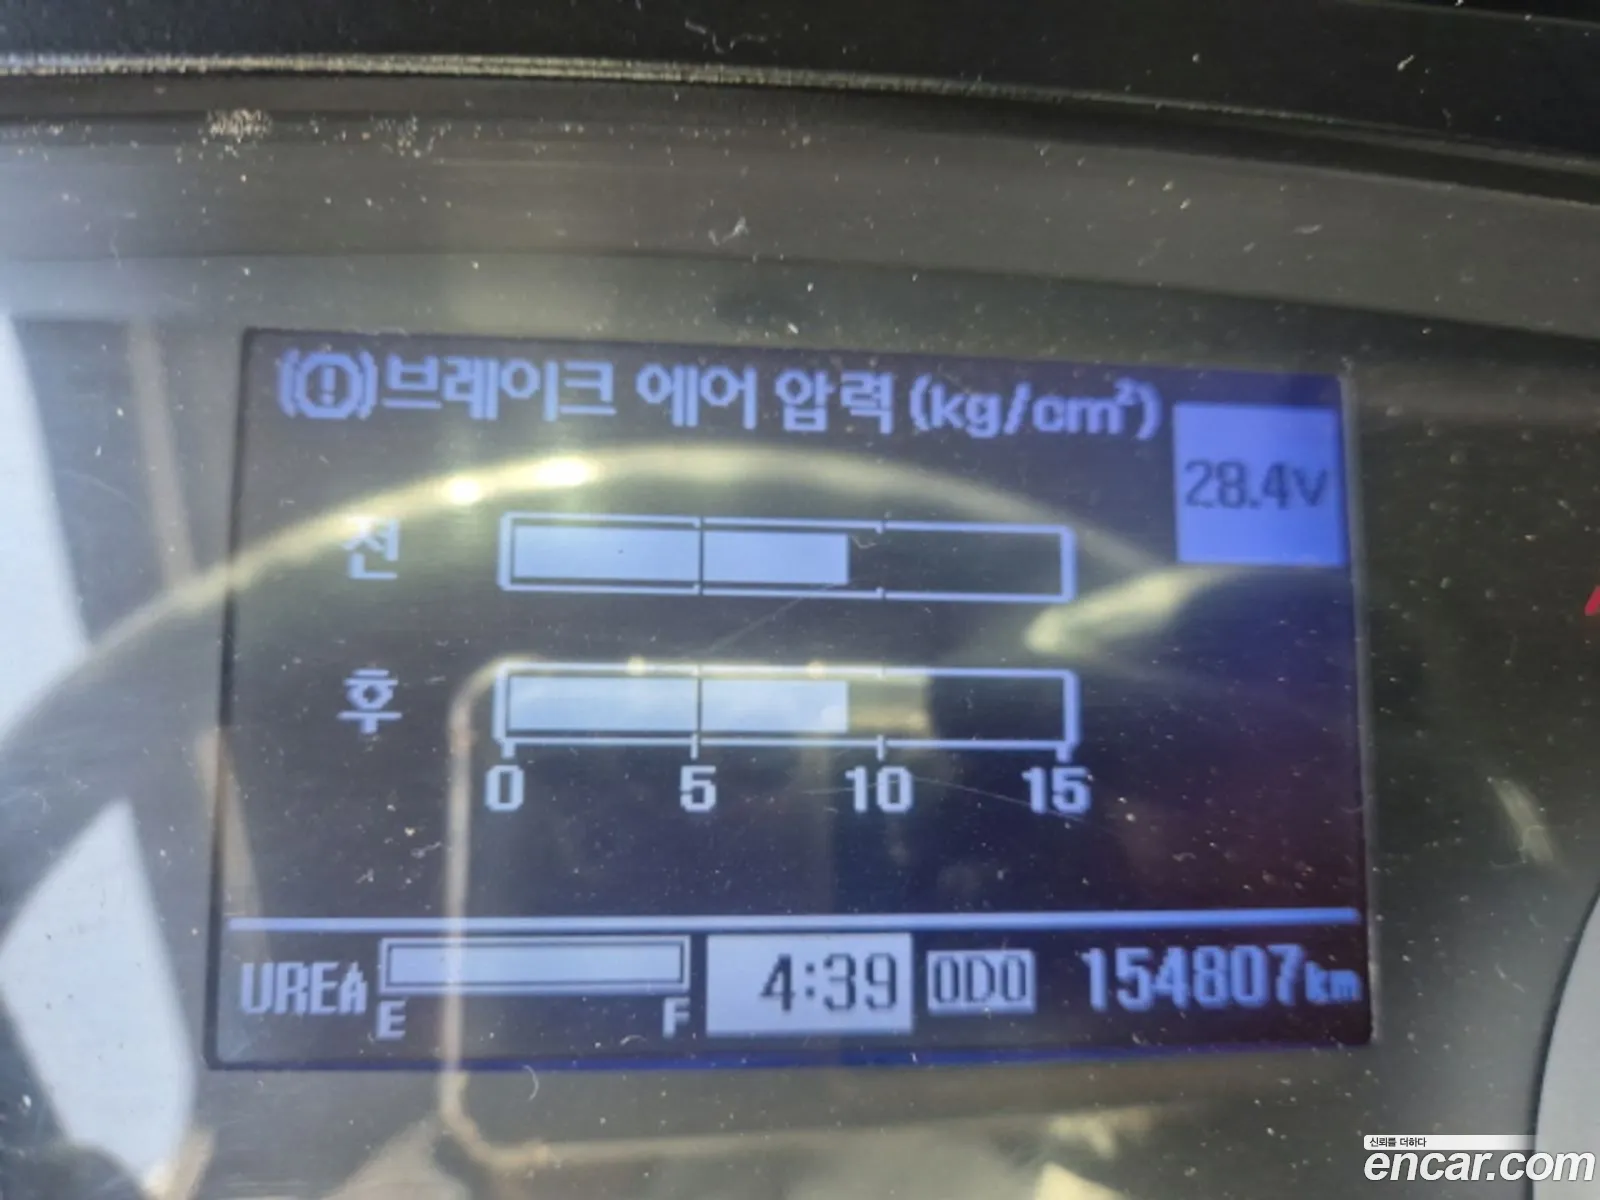 (!)브레이크 에어 압력 (kg/cm²)
28.4V
전
후
0 5 10 15
UREA E F 4:39 ODO 154807km
신뢰를 더하다
encar.com